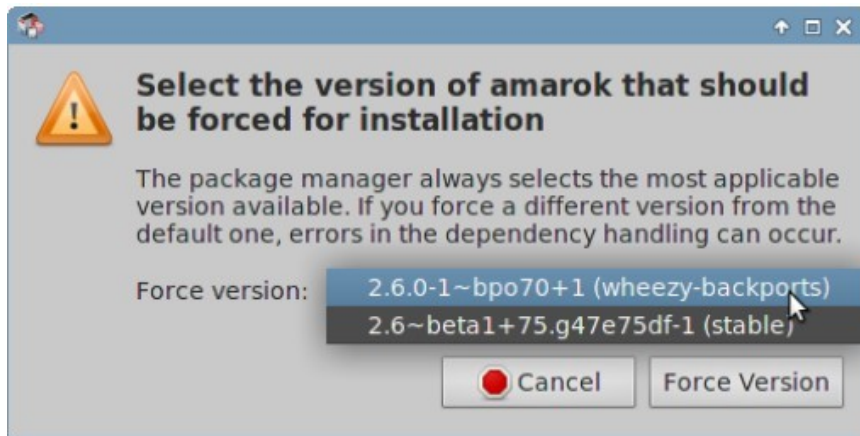 Select the version of amarok that should
be forced for installation
The package manager always selects the most applicable
version available. If you force a different version from the
default one, errors in the dependency handling can occur.
Force version: 2.6.0-1~bpo70+1 (wheezy-backports)
2.6~beta1+75.g47e75df-1 (stable)
Cancel Force Version